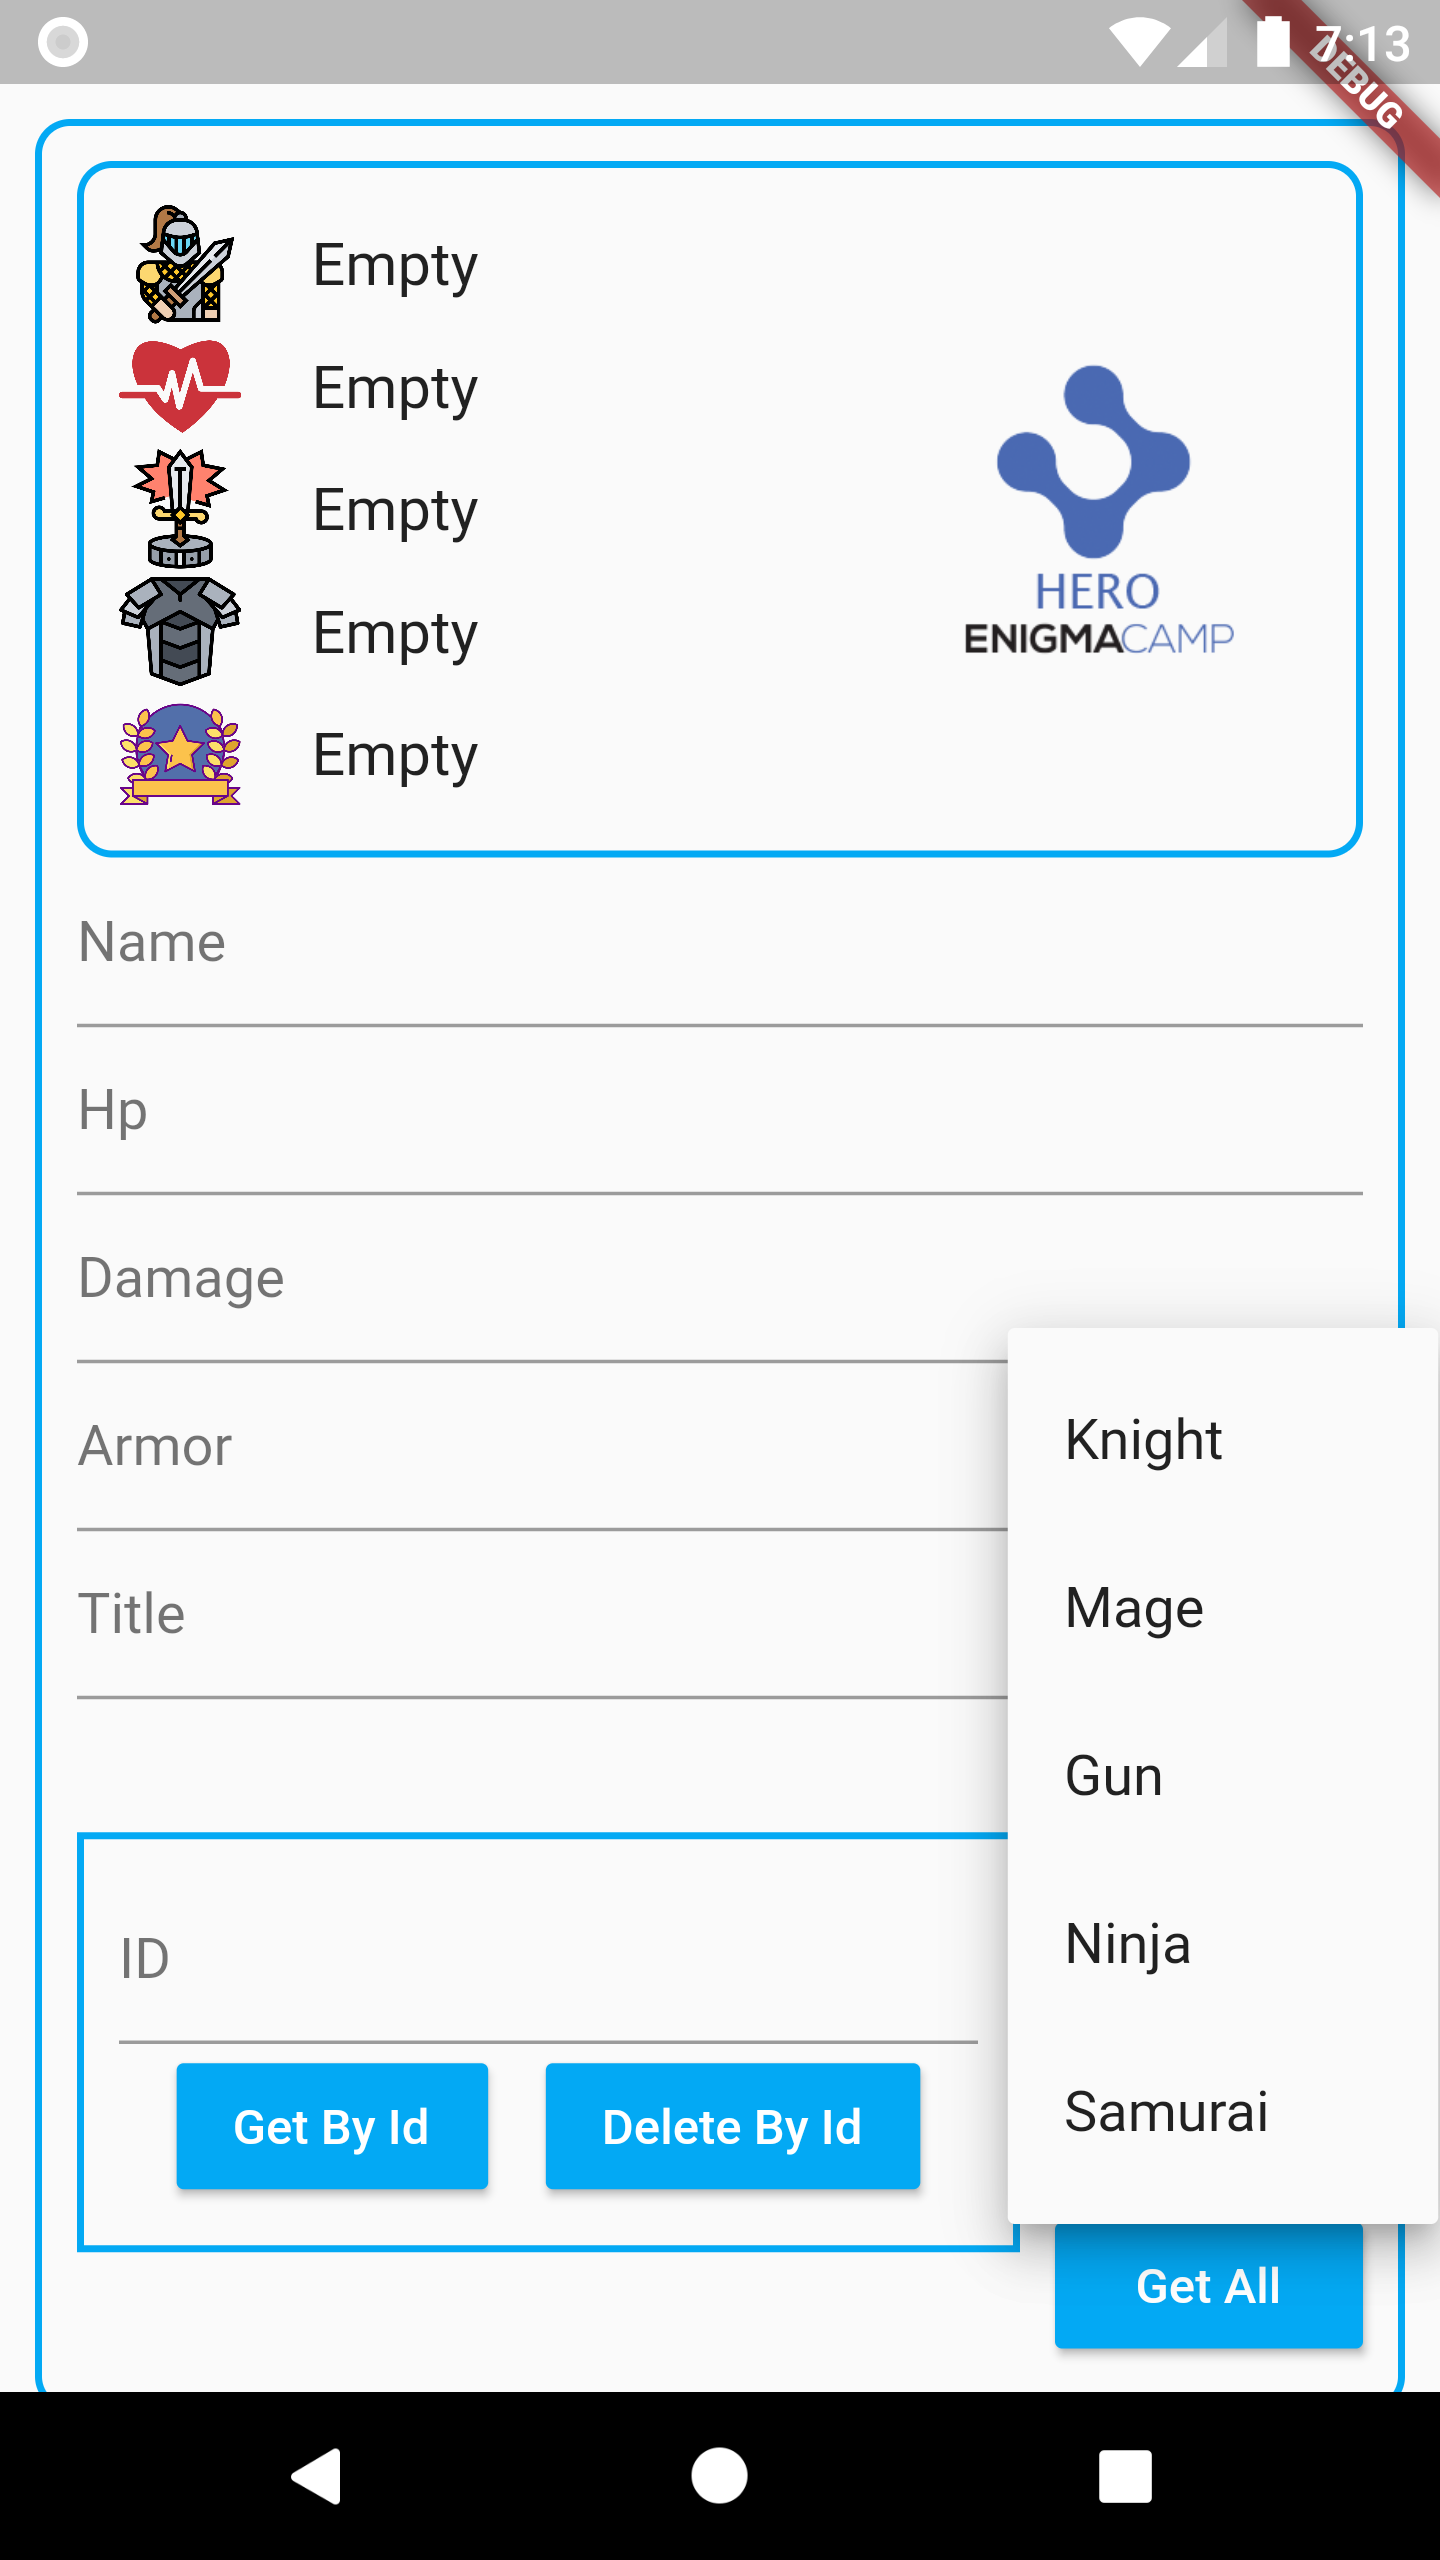 7:13
DEBUG
Empty
Empty
Empty
Empty
Empty
HERO
ENIGMACAMP
Name
Hp
Damage
Armor
Title
Knight
Mage
Gun
Ninja
Samurai
ID
Get By Id
Delete By Id
Get All